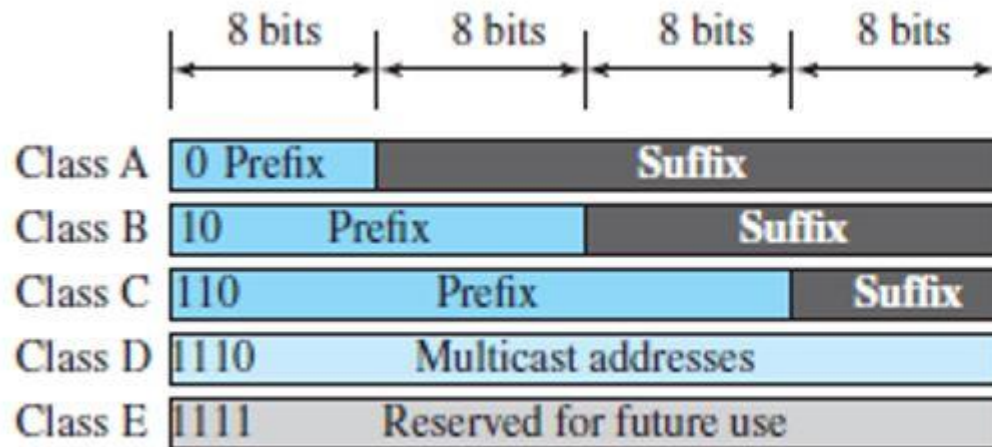 8 bits 8 bits 8 bits 8 bits
Class A 0 Prefix Suffix
Class B 10 Prefix Suffix
Class C 110 Prefix Suffix
Class D 1110 Multicast addresses
Class E 1111 Reserved for future use